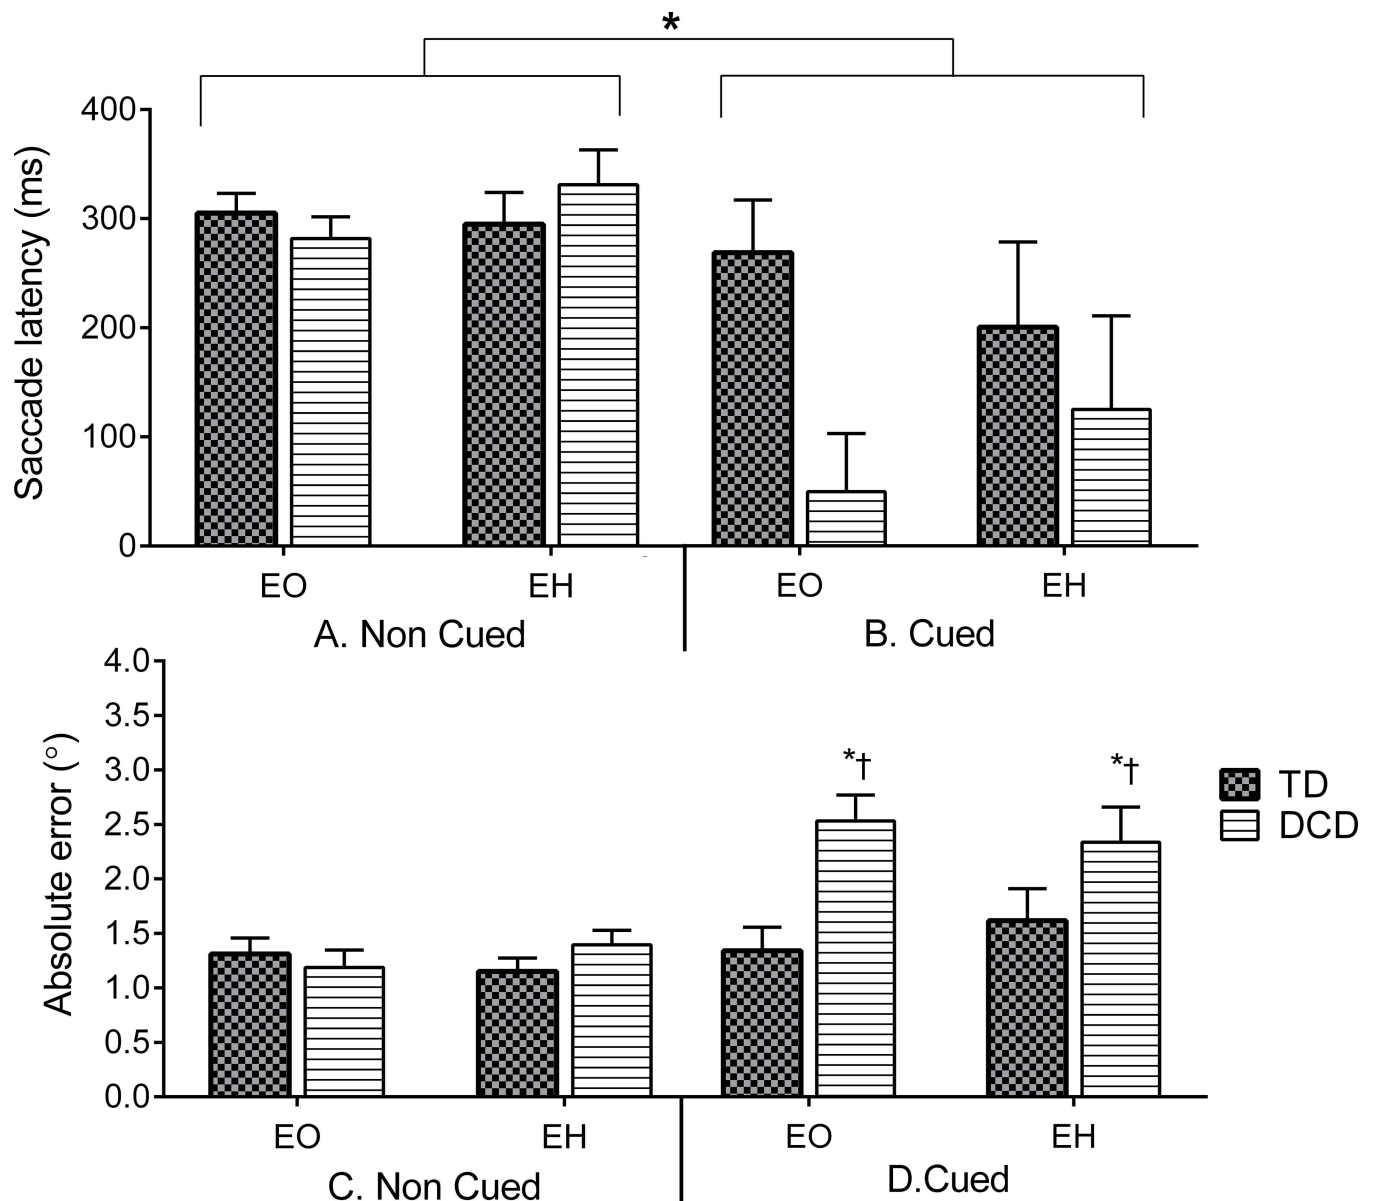 *
400
300
200
100
0
Saccade latency (ms)
EO EH EO EH
A. Non Cued B. Cued
4.0
3.5
3.0
2.5
2.0
1.5
1.0
0.5
0.0
Absolute error (°)
*† *†
TD
DCD
EO EH EO EH
C. Non Cued D.Cued